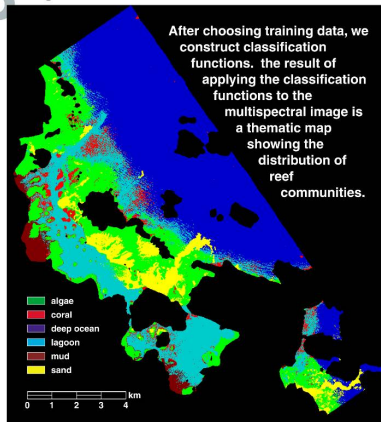 After choosing training data, we
construct classification
functions. the result of
applying the classification
functions to the
multispectral image is
a thematic map
showing the
distribution of
reef
communities.
algae
coral
deep ocean
lagoon
mud
sand
km
0 1 2 3 4